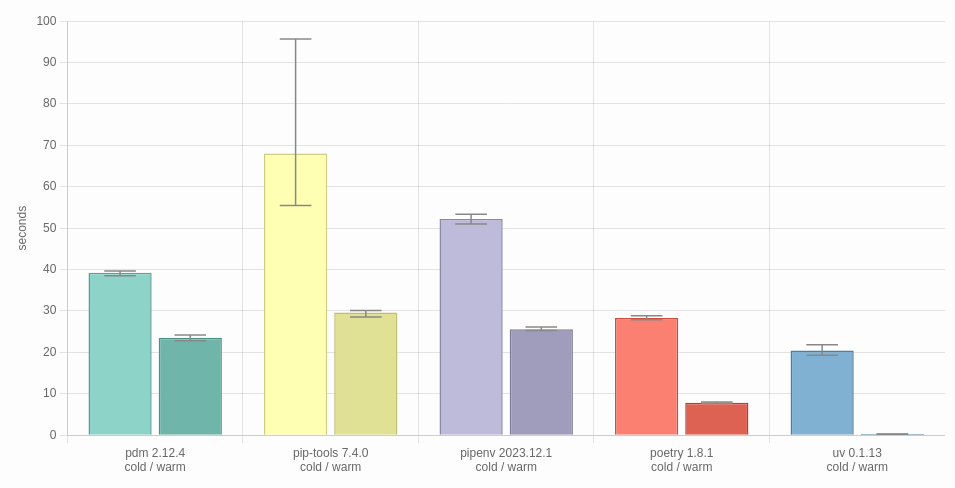 100
90
80
70
60
50
40
30
20
10
0
seconds
pdm 2.12.4
cold / warm
pip-tools 7.4.0
cold / warm
pipenv 2023.12.1
cold / warm
poetry 1.8.1
cold / warm
uv 0.1.13
cold / warm